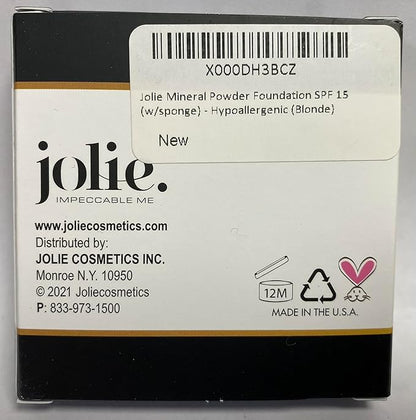 X000DH3BCZ
Jolie Mineral Powder Foundation SPF 15
(w/sponge) - Hypoallergenic (Blonde)
New
jolie.
IMPECCABLE ME
www.joliecosmetics.com
Distributed by:
JOLIE COSMETICS INC.
Monroe N.Y. 10950
© 2021 Joliecosmetics
P: 833-973-1500
12M
MADE IN THE U.S.A.